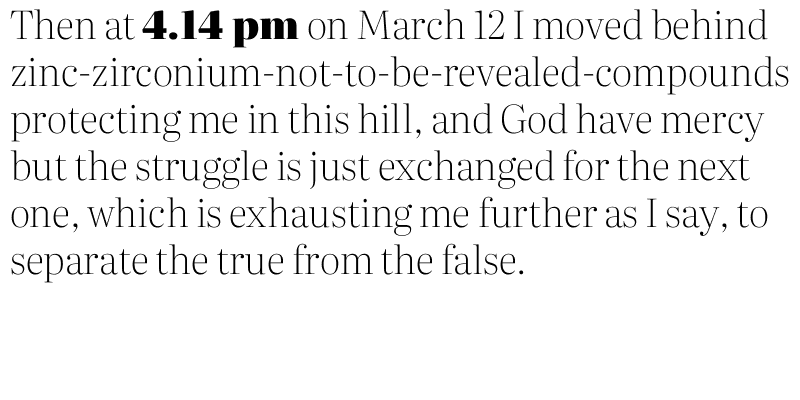 Then at 4.14 pm on March 12 I moved behind
zinc-zirconium-not-to-be-revealed-compounds
protecting me in this hill, and God have mercy
but the struggle is just exchanged for the next
one, which is exhausting me further as I say, to
separate the true from the false.